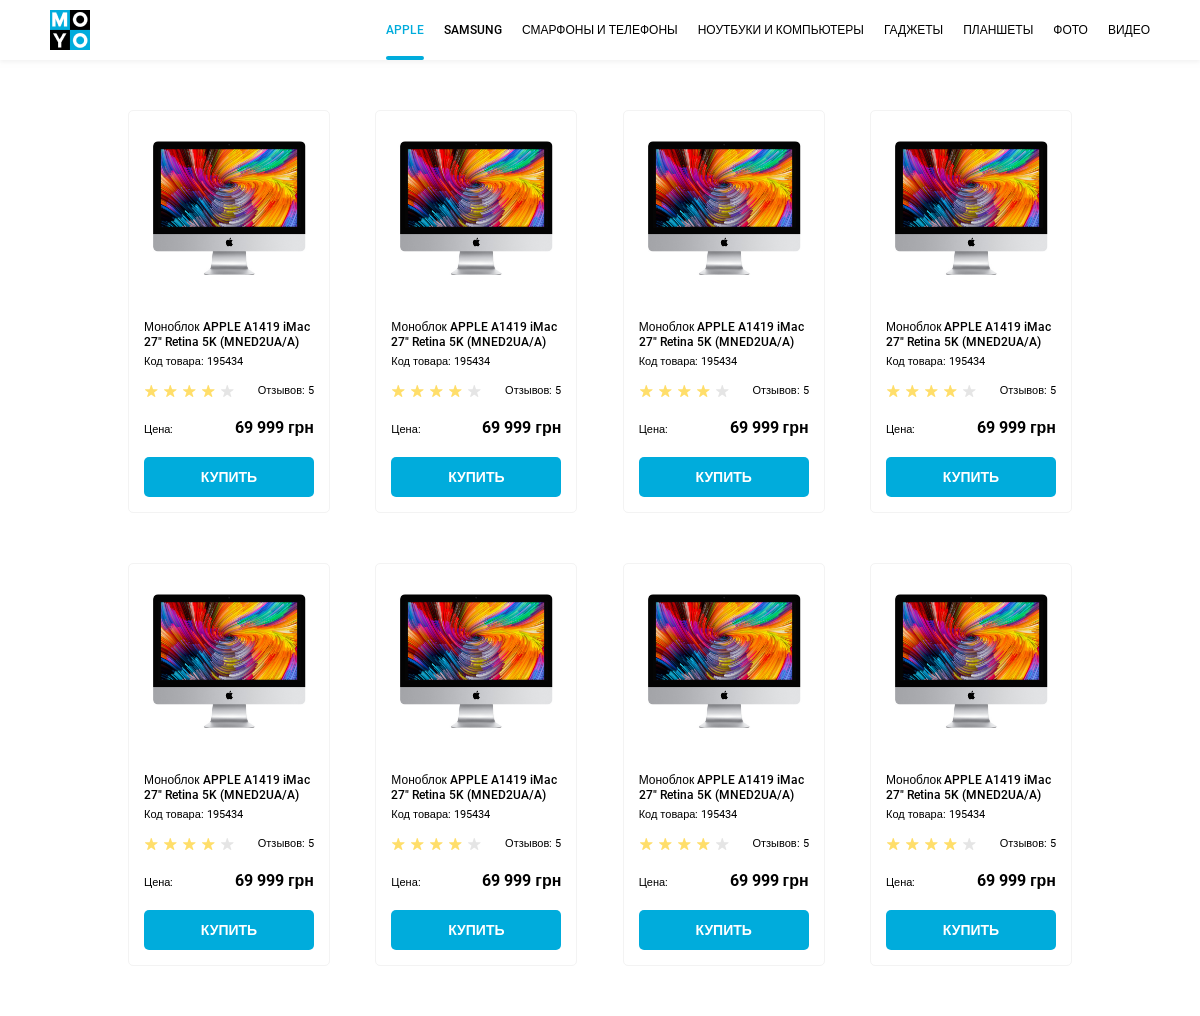 MO
YO
APPLE SAMSUNG СМАРФОНЫ И ТЕЛЕФОНЫ НОУТБУКИ И КОМПЬЮТЕРЫ ГАДЖЕТЫ ПЛАНШЕТЫ ФОТО ВИДЕО
Моноблок APPLE A1419 iMac
27" Retina 5K (MNED2UA/A)
Код товара: 195434
Отзывов: 5
Цена: 69 999 грн
КУПИТЬ
Моноблок APPLE A1419 iMac
27" Retina 5K (MNED2UA/A)
Код товара: 195434
Отзывов: 5
Цена: 69 999 грн
КУПИТЬ
Моноблок APPLE A1419 iMac
27" Retina 5K (MNED2UA/A)
Код товара: 195434
Отзывов: 5
Цена: 69 999 грн
КУПИТЬ
Моноблок APPLE A1419 iMac
27" Retina 5K (MNED2UA/A)
Код товара: 195434
Отзывов: 5
Цена: 69 999 грн
КУПИТЬ
Моноблок APPLE A1419 iMac
27" Retina 5K (MNED2UA/A)
Код товара: 195434
Отзывов: 5
Цена: 69 999 грн
КУПИТЬ
Моноблок APPLE A1419 iMac
27" Retina 5K (MNED2UA/A)
Код товара: 195434
Отзывов: 5
Цена: 69 999 грн
КУПИТЬ
Моноблок APPLE A1419 iMac
27" Retina 5K (MNED2UA/A)
Код товара: 195434
Отзывов: 5
Цена: 69 999 грн
КУПИТЬ
Моноблок APPLE A1419 iMac
27" Retina 5K (MNED2UA/A)
Код товара: 195434
Отзывов: 5
Цена: 69 999 грн
КУПИТЬ